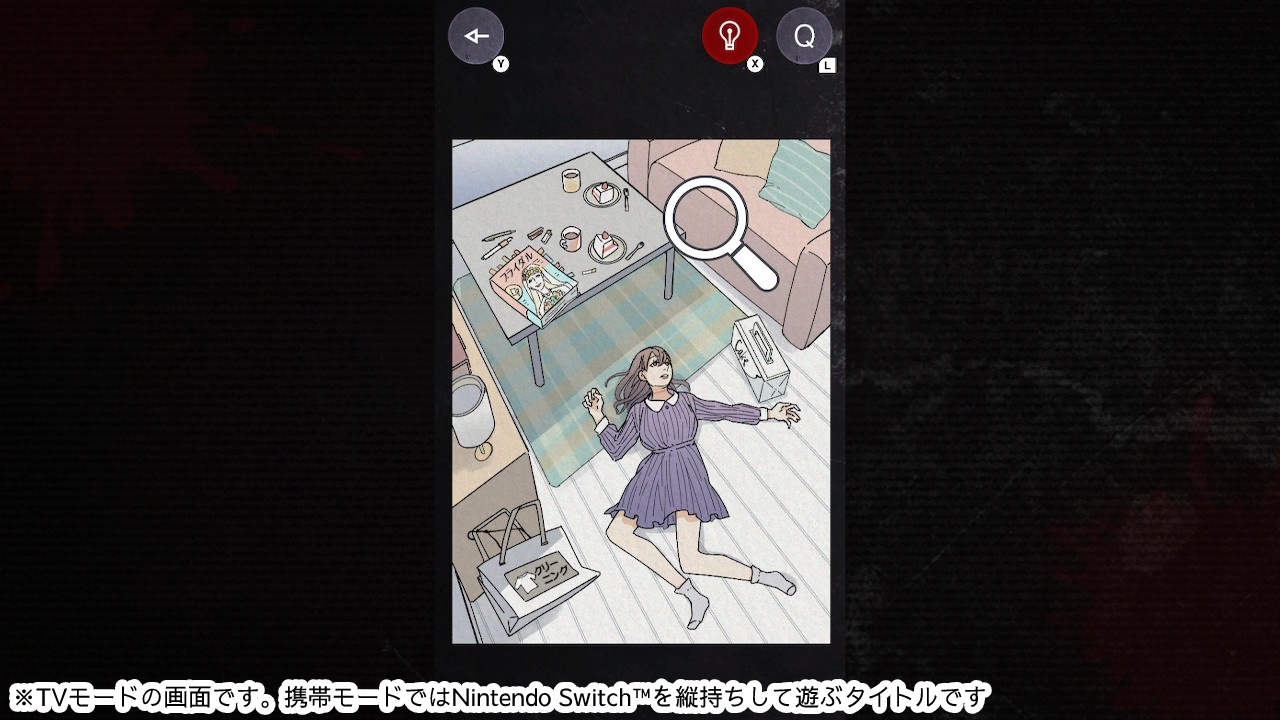 Y
X
Q
L
ブライダル
CAKE
クリー
ニング
※TVモードの画面です。携帯モードではNintendo Switch™を縦持ちして遊ぶタイトルです